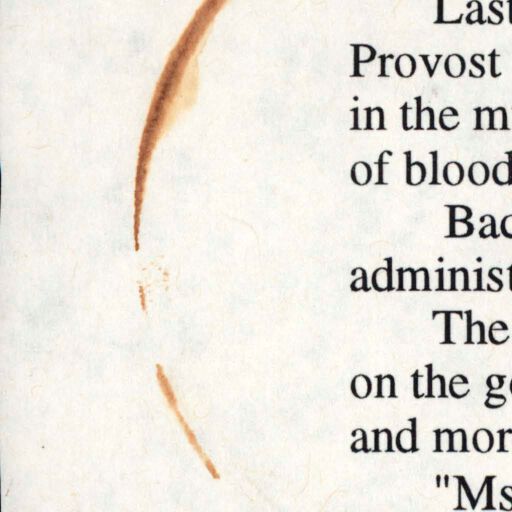 Last
Provost
in the m
of blood
Bac
administ
The
on the g
and mor
"Ms